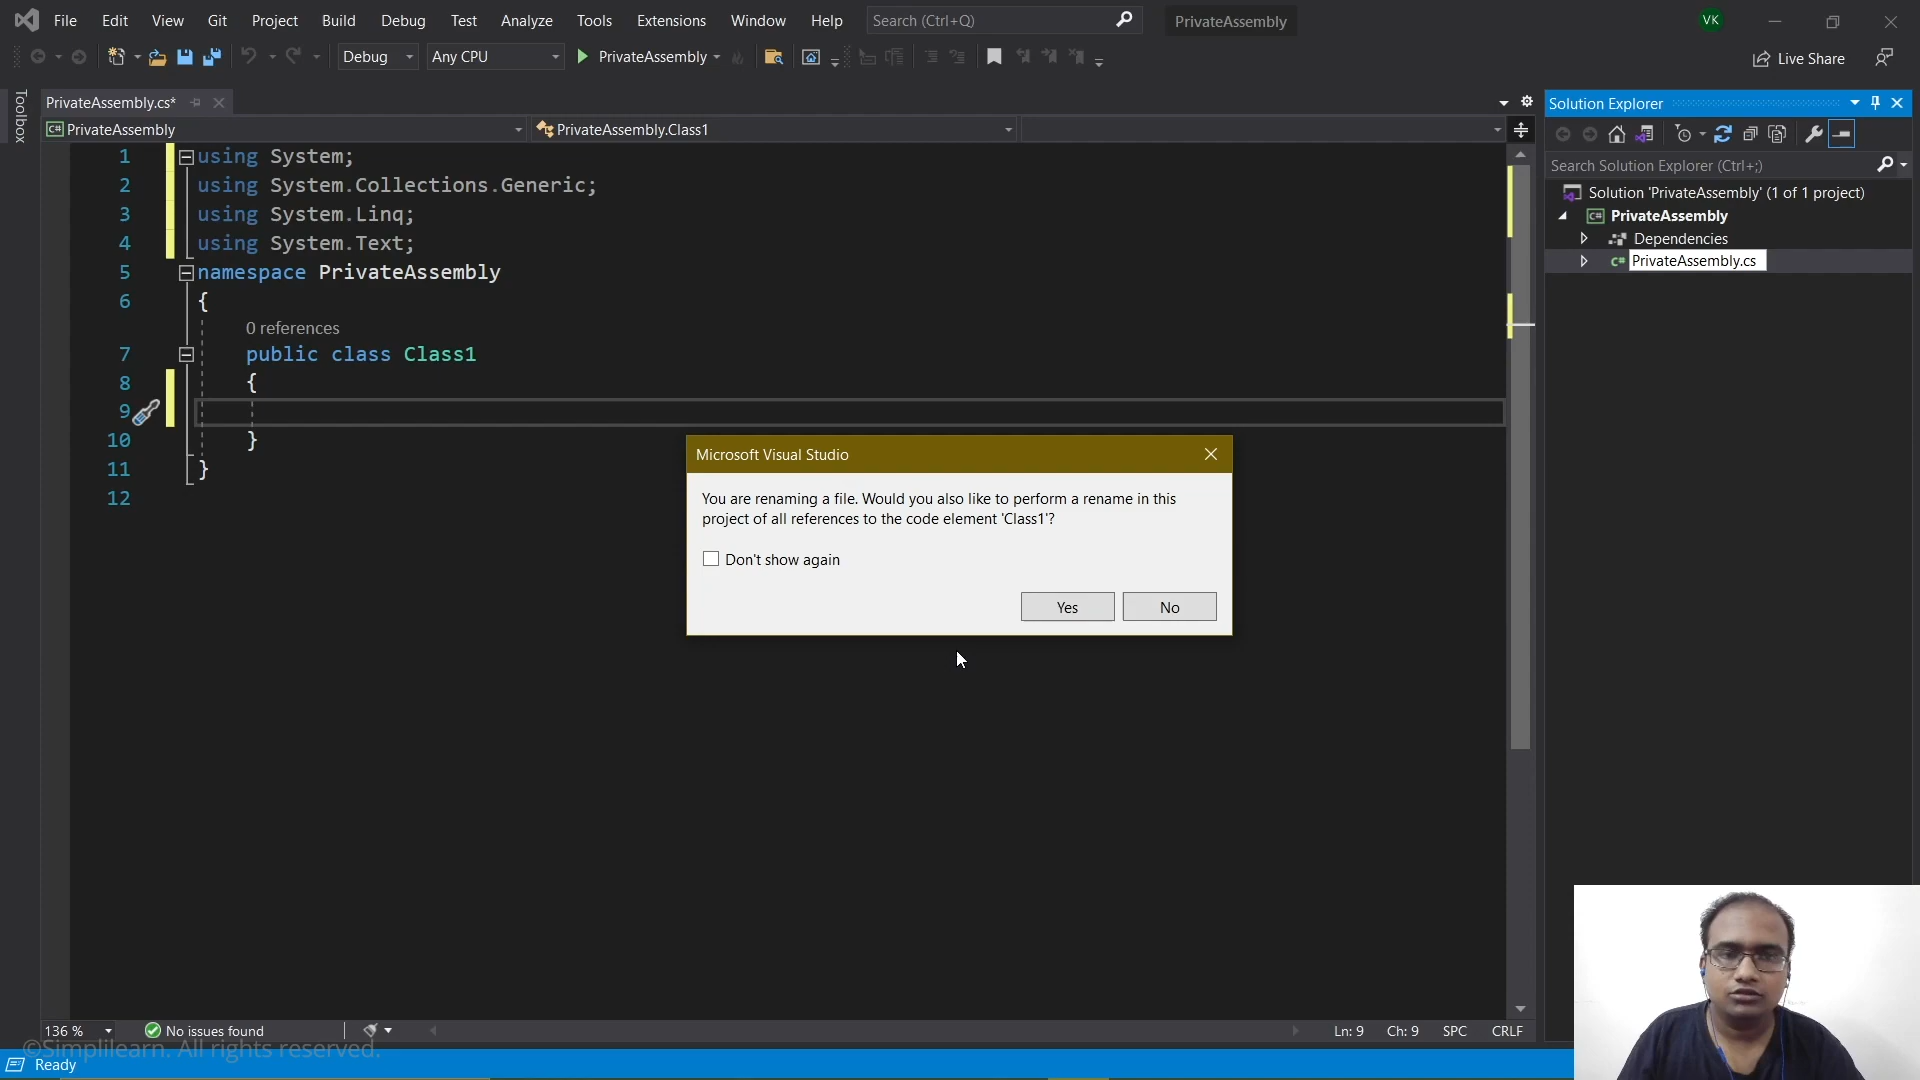 File Edit View Git Project Build Debug Test Analyze Tools Extensions Window Help Search (Ctrl+Q) PrivateAssembly VK
Debug Any CPU PrivateAssembly Live Share
Toolbox
PrivateAssembly.cs*
PrivateAssembly PrivateAssembly.Class1
1 using System;
2 using System.Collections.Generic;
3 using System.Linq;
4 using System.Text;
5 namespace PrivateAssembly
6 {
0 references
7 public class Class1
8 {
9
10 }
11 }
12
Microsoft Visual Studio
You are renaming a file. Would you also like to perform a rename in this
project of all references to the code element 'Class1'?
Don't show again
Yes No
Solution Explorer
Search Solution Explorer (Ctrl+;)
Solution 'PrivateAssembly' (1 of 1 project)
C# PrivateAssembly
Dependencies
C# PrivateAssembly.cs
136 % No issues found Ln: 9 Ch: 9 SPC CRLF
©Simplilearn. All rights reserved.
Ready